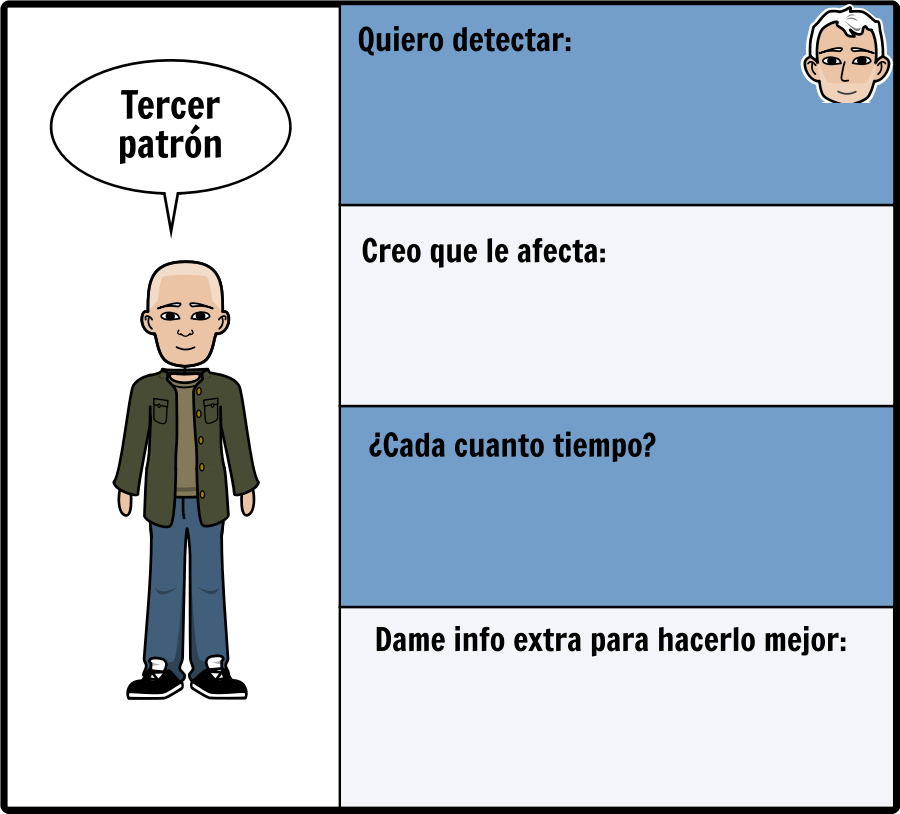 Tercer
patrón
Quiero detectar:
Creo que le afecta:
¿Cada cuanto tiempo?
Dame info extra para hacerlo mejor: